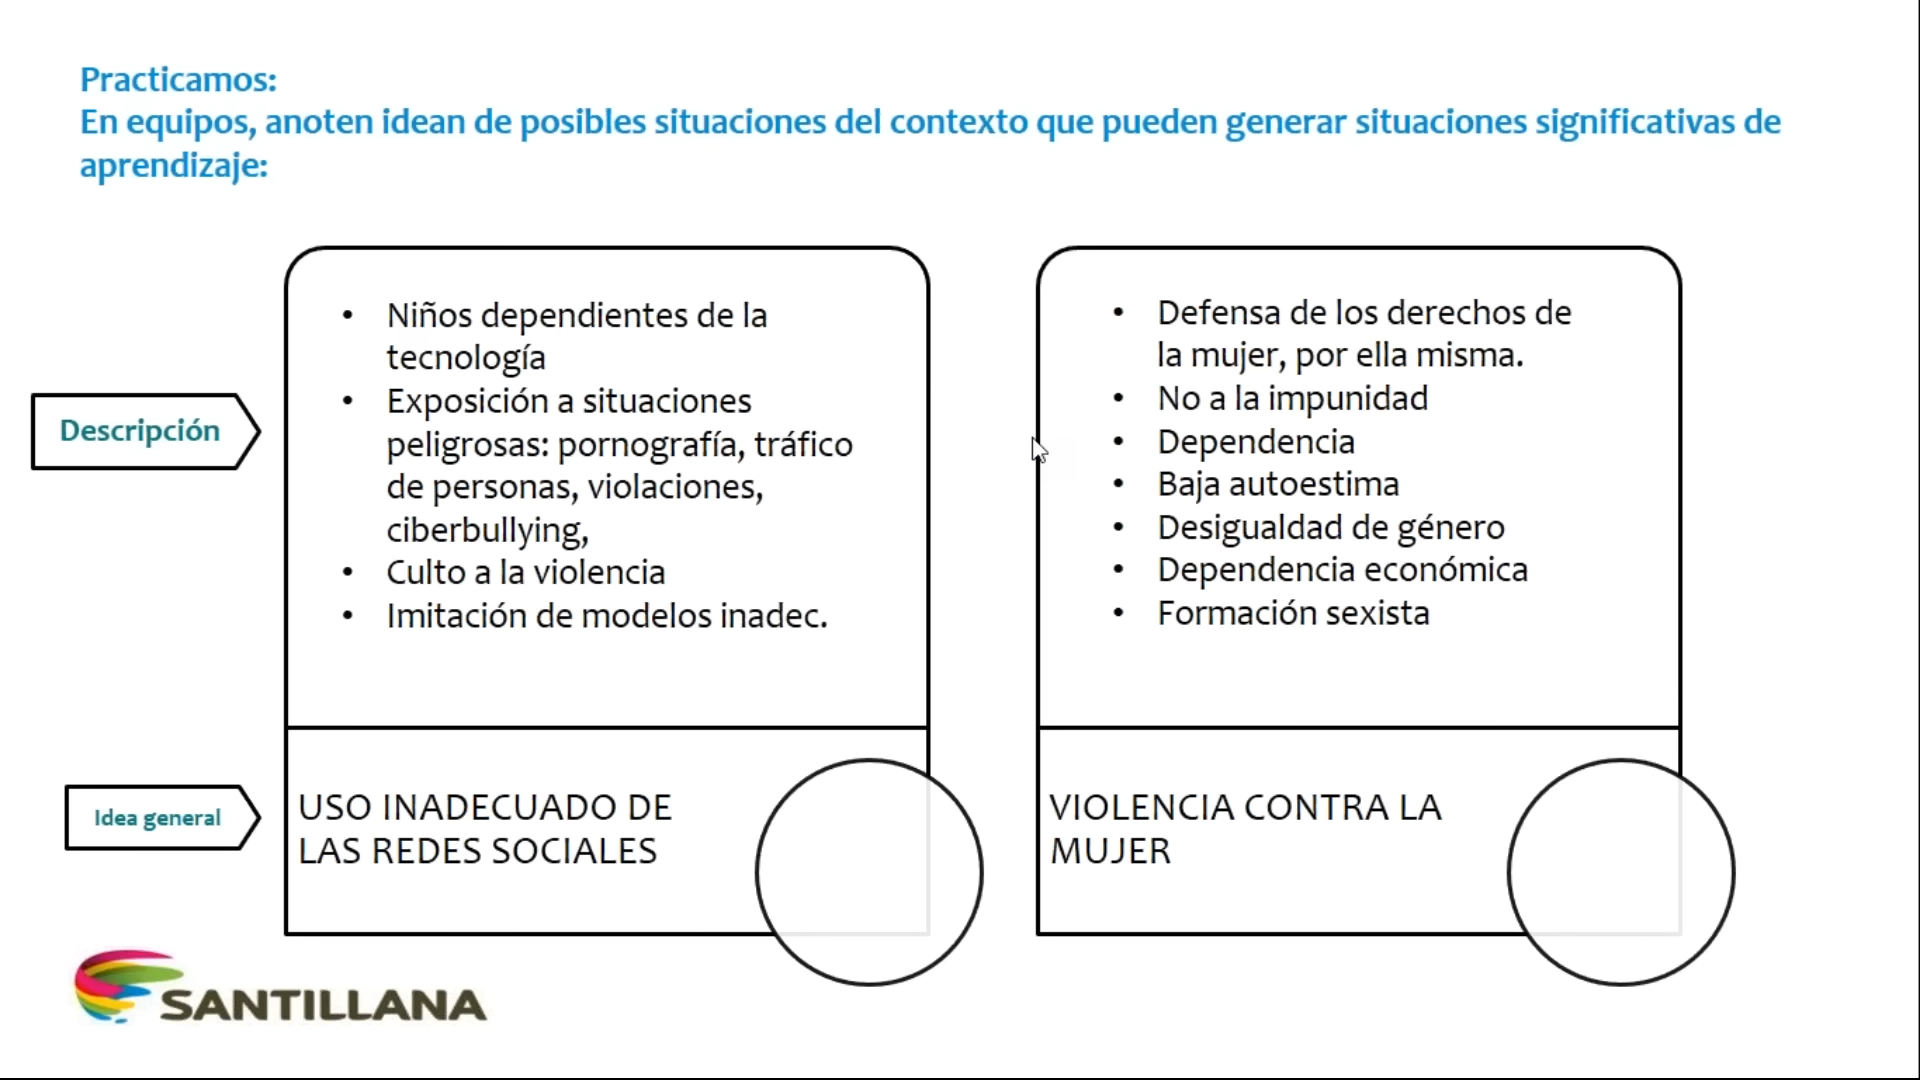 Practicamos:
En equipos, anoten idean de posibles situaciones del contexto que pueden generar situaciones significativas de
aprendizaje:
Descripción
• Niños dependientes de la
tecnología
• Exposición a situaciones
peligrosas: pornografía, tráfico
de personas, violaciones,
ciberbullying,
• Culto a la violencia
• Imitación de modelos inadec.
• Defensa de los derechos de
la mujer, por ella misma.
• No a la impunidad
• Dependencia
• Baja autoestima
• Desigualdad de género
• Dependencia económica
• Formación sexista
Idea general
USO INADECUADO DE
LAS REDES SOCIALES
VIOLENCIA CONTRA LA
MUJER
SANTILLANA